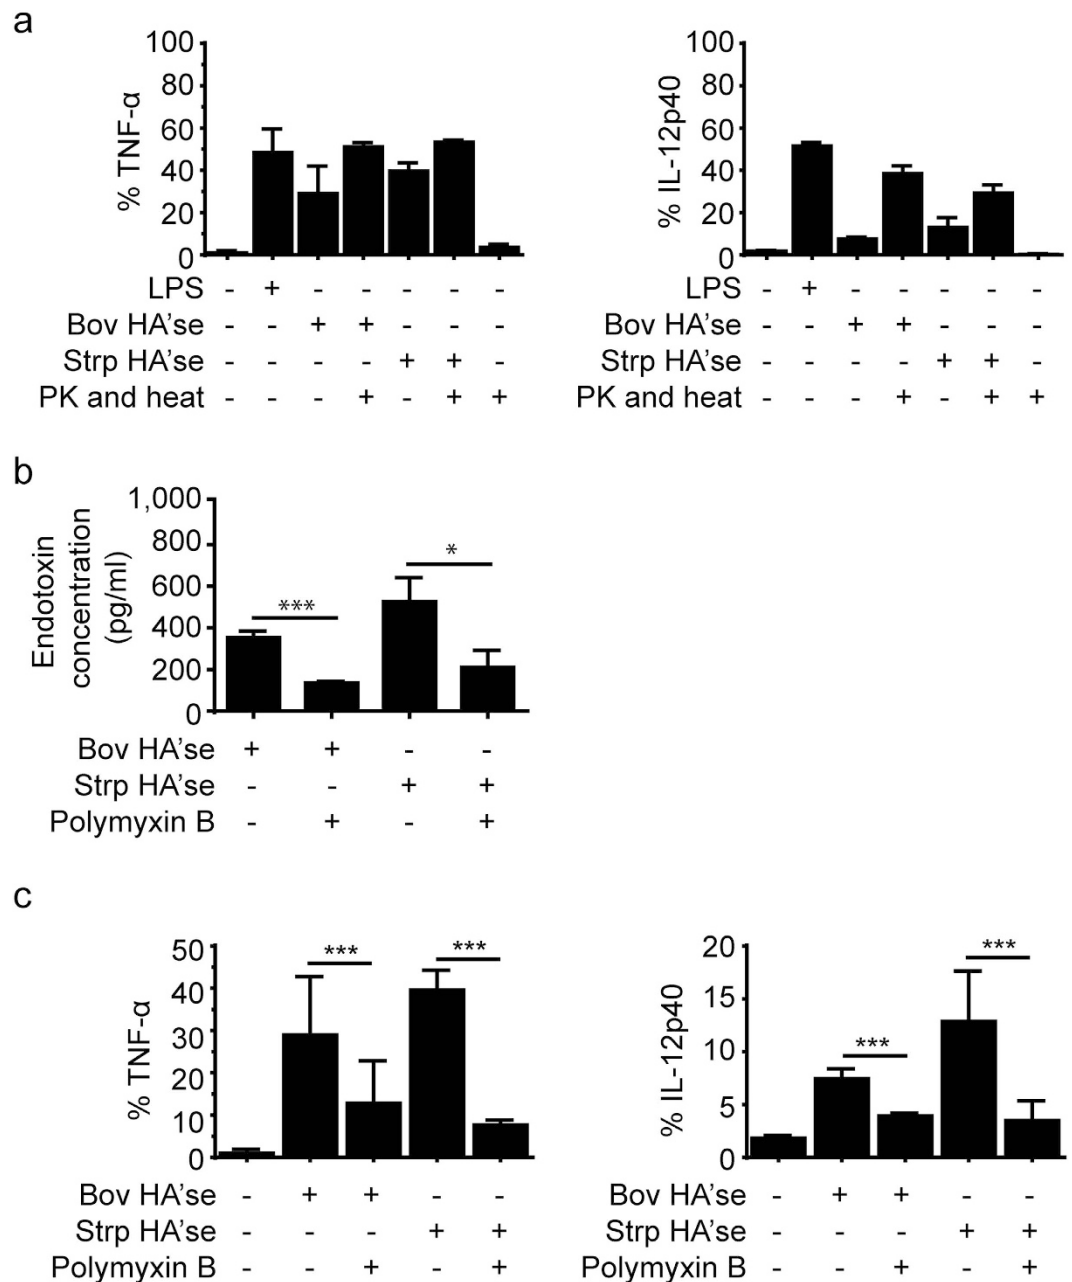 a
100
80
60
40
20
0
% TNF-α
LPS - + - - - - -
Bov HA'se - - + + - - -
Strp HA'se - - - - + + -
PK and heat - - - + - + +
100
80
60
40
20
0
% IL-12p40
LPS - + - - - - -
Bov HA'se - - + + - - -
Strp HA'se - - - - + + -
PK and heat - - - + - + +
b
1,000
800
600
400
200
0
Endotoxin
concentration
(pg/ml)
***
*
Bov HA'se + + - -
Strp HA'se - - + +
Polymyxin B - + - +
c
50
40
30
20
10
0
% TNF-α
***
***
Bov HA'se - + + - -
Strp HA'se - - - + +
Polymyxin B - - + - +
20
15
10
5
0
% IL-12p40
***
***
Bov HA'se - + + - -
Strp HA'se - - - + +
Polymyxin B - - + - +